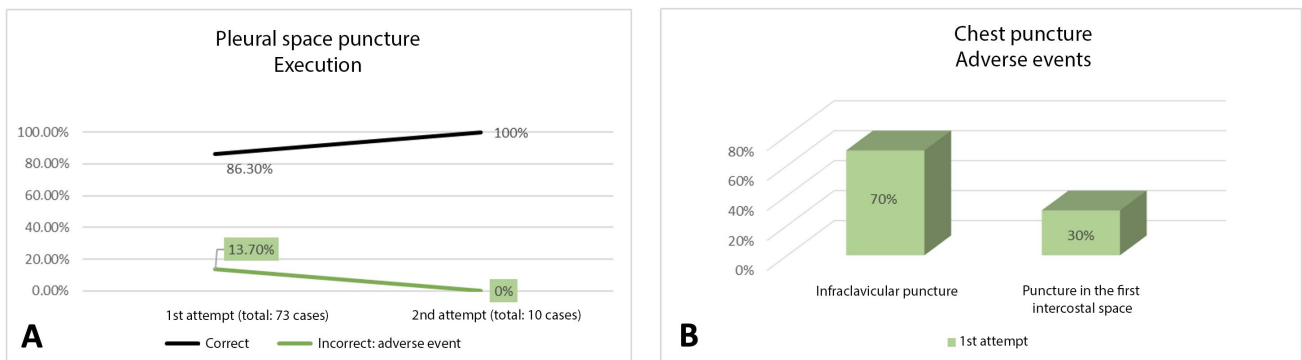 Pleural space puncture
Execution
100.00%
80.00%
60.00%
40.00%
20.00%
0.00%
86.30%
100%
13.70%
0%
1st attempt (total: 73 cases)
2nd attempt (total: 10 cases)
Correct
Incorrect: adverse event
A
Chest puncture
Adverse events
80%
60%
40%
20%
0%
70%
30%
Infraclavicular puncture
Puncture in the first
intercostal space
1st attempt
B